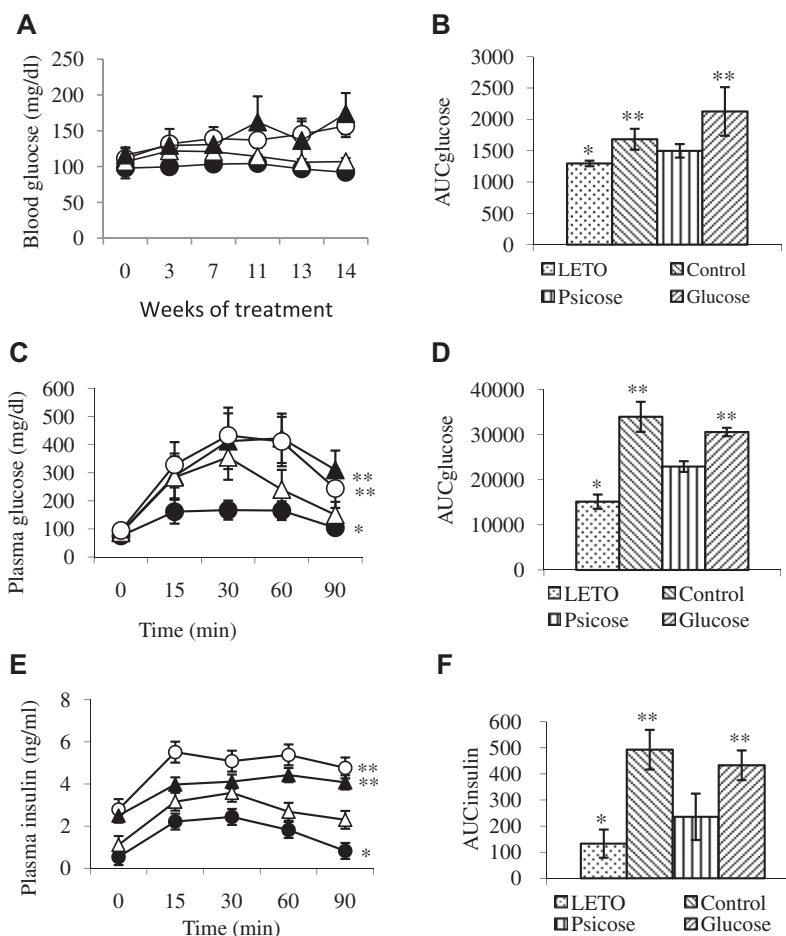 A
Blood gluocse (mg/dl)
250
200
150
100
50
0
0 3 7 11 13 14
Weeks of treatment
B
AUCglucose
3000
2500
2000
1500
1000
500
0
* ** **
LETO Control
Psicose Glucose
C
Plasma glucose (mg/dl)
600
500
400
300
200
100
0
**
**
*
0 15 30 60 90
Time (min)
D
AUCglucose
40000
30000
20000
10000
0
* ** **
LETO Control
Psicose Glucose
E
Plasma insulin (ng/ml)
8
6
4
2
0
**
**
*
0 15 30 60 90
Time (min)
F
AUCinsulin
600
500
400
300
200
100
0
* ** **
LETO Control
Psicose Glucose